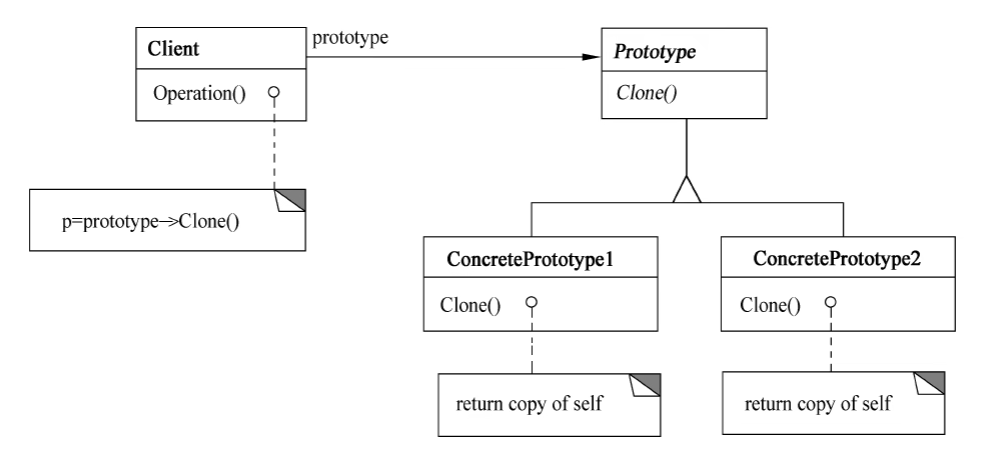 Client
prototype
Prototype
Operation()
Clone()
p=prototype->Clone()
ConcretePrototype1
ConcretePrototype2
Clone()
Clone()
return copy of self
return copy of self